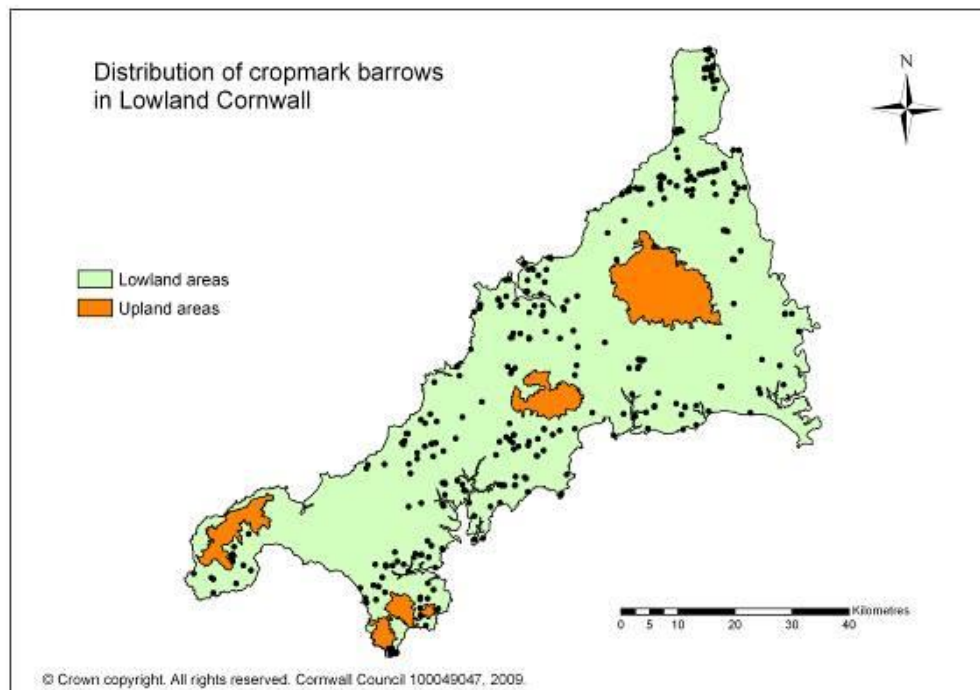 Distribution of cropmark barrows
in Lowland Cornwall
N
Lowland areas
Upland areas
Kilometres
0 5 10 20 30 40
© Crown copyright. All rights reserved. Cornwall Council 100049047, 2009.